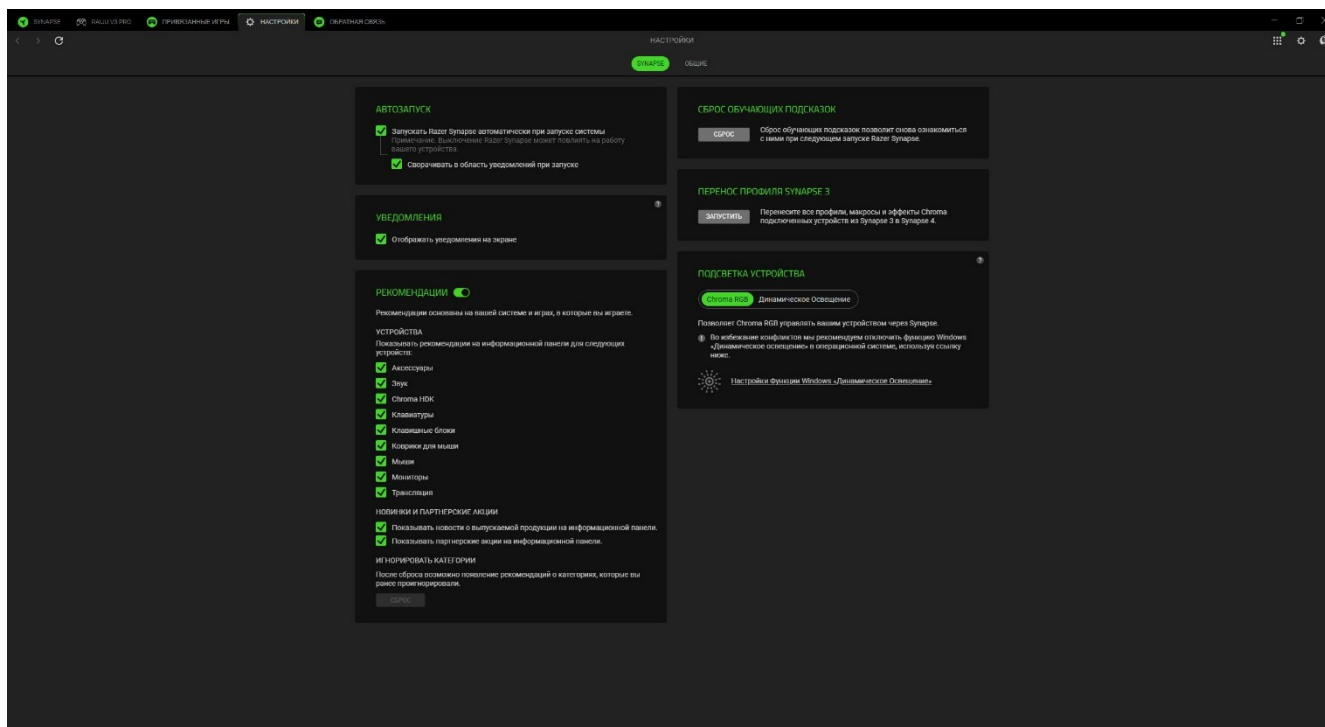 SYNAPSE RAIJU V3 PRO ПРИВЯЗАННЫЕ ИГРЫ НАСТРОЙКИ ОБРАТНАЯ СВЯЗЬ
НАСТРОЙКИ
SYNAPSE ОБЩИЕ
АВТОЗАПУСК
Запускать Razer Synapse автоматически при запуске системы
Примечание. Выключение Razer Synapse может повлиять на работу
вашего устройства.
Сворачивать в область уведомлений при запуске
УВЕДОМЛЕНИЯ
Отображать уведомления на экране
РЕКОМЕНДАЦИИ
Рекомендации основаны на вашей системе и играх, в которые вы играете.
УСТРОЙСТВА
Показывать рекомендации на информационной панели для следующих
устройств:
Аксессуары
Звук
Chroma HDK
Клавиатуры
Клавишные блоки
Коврики для мыши
Мыши
Мониторы
Трансляция
НОВИНКИ И ПАРТНЕРСКИЕ АКЦИИ
Показывать новости о выпускаемой продукции на информационной панели.
Показывать партнерские акции на информационной панели.
ИГНОРИРОВАТЬ КАТЕГОРИИ
После сброса возможно появление рекомендаций о категориях, которые вы
ранее проигнорировали.
СБРОС
СБРОС ОБУЧАЮЩИХ ПОДСКАЗОК
СБРОС
Сброс обучающих подсказок позволит снова ознакомиться
с ними при следующем запуске Razer Synapse.
ПЕРЕНОС ПРОФИЛЯ SYNAPSE 3
ЗАПУСТИТЬ
Перенесите все профили, макросы и эффекты Chroma
подключенных устройств из Synapse 3 в Synapse 4.
ПОДСВЕТКА УСТРОЙСТВА
Chroma RGB Динамическое Освещение
Позволяет Chroma RGB управлять вашим устройством через Synapse.
Во избежание конфликтов мы рекомендуем отключить функцию Windows
«Динамическое освещение» в операционной системе, используя ссылку
ниже.
Настройки Функции Windows «Динамическое Освещение»